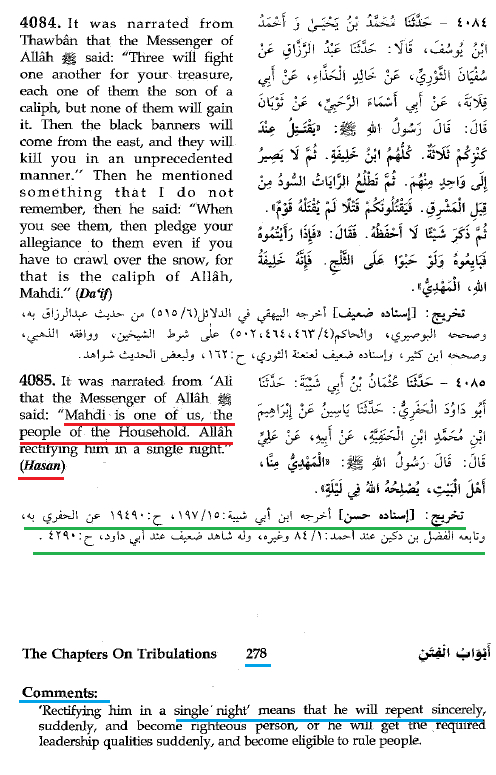 4084. It was narrated from
Thawbân that the Messenger of
Allâh ﷺ said: "Three will fight
one another for your treasure,
each one of them the son of a
caliph, but none of them will gain
it. Then the black banners will
come from the east, and they will
kill you in an unprecedented
manner." Then he mentioned
something that I do not
remember, then he said: "When
you see them, then pledge your
allegiance to them even if you
have to crawl over the snow, for
that is the caliph of Allâh,
Mahdi." (Da'if)
٤٠٨٤ - حَدَّثَنَا مُحَمَّدُ بْنُ يَحْيَىٰ وَ أَحْمَدُ
ابْنُ يُوسُفَ، قَالَا: حَدَّثَنَا عَبْدُ الرَّزَّاقِ عَنْ
سُفْيَانَ الثَّوْرِيِّ، عَنْ خَالِدٍ الْحَذَّاءِ، عَنْ أَبِي
قِلَابَةَ، عَنْ أَبِي أَسْمَاءَ الرَّحَبِيِّ، عَنْ ثَوْبَانَ
قَالَ: قَالَ رَسُولُ اللهِ ﷺ: «يَقْتَتِلُ عِنْدَ
كَنْزِكُمْ ثَلَاثَةٌ. كُلُّهُمُ ابْنُ خَلِيفَةٍ. ثُمَّ لَا يَصِيرُ
إِلَى وَاحِدٍ مِنْهُمْ. ثُمَّ تَطْلُعُ الرَّايَاتُ السُّودُ مِنْ
قِبَلِ الْمَشْرِقِ. فَيَقْتُلُونَكُمْ قَتْلًا لَمْ يُقْتَلْهُ قَوْمٌ».
ثُمَّ ذَكَرَ شَيْئًا لَا أَحْفَظُهُ. فَقَالَ: «فَإِذَا رَأَيْتُمُوهُ
فَبَايِعُوهُ وَلَوْ حَبْوًا عَلَى الثَّلْجِ. فَإِنَّهُ خَلِيفَةُ
اللهِ، الْمَهْدِيُّ».
تخريج: [إسناده ضعيف] أخرجه البيهقي في الدلائل(٥١٥/٦) من حديث عبدالرزاق به،
وصححه البوصيري، والحاكم(٤/٤٦٣، ٤٦٤، ٥٠٢) على شرط الشيخين، ووافقه الذهبي،
وصححه ابن كثير، وإسناده ضعيف لعنعنة الثوري، ح:١٦٢، ولبعض الحديث شواهد.
4085. It was narrated from 'Ali
that the Messenger of Allâh ﷺ
said: "Mahdi is one of us, the
people of the Household. Allâh
rectifying him in a single night."
(Hasan)
٤٠٨٥ - حَدَّثَنَا عُثْمَانُ بْنُ أَبِي شَيْبَةَ: حَدَّثَنَا
أَبُو دَاوُدَ الْحَفَرِيُّ: حَدَّثَنَا يَاسِينُ عَنْ إِبْرَاهِيمَ
ابْنِ مُحَمَّدِ ابْنِ الْحَنَفِيَّةِ، عَنْ أَبِيهِ، عَنْ عَلِيٍّ
قَالَ: قَالَ رَسُولُ اللهِ ﷺ: «الْمَهْدِيُّ مِنَّا،
أَهْلَ الْبَيْتِ، يُصْلِحُهُ اللهُ فِي لَيْلَةٍ».
تخريج: [إسناده حسن] أخرجه ابن أبي شيبة:١٩٧/١٥، ح:١٩٤٩٠ عن الحفري به،
وتابعه الفضل بن دكين عند أحمد:٨٤/١ وغيره، وله شاهد ضعيف عند أبي داود، ح:٤٢٩٠.
The Chapters On Tribulations 278 أَبْوَابُ الْفِتَنِ
Comments:
'Rectifying him in a single night' means that he will repent sincerely,
suddenly, and become righteous person, or he will get the required
leadership qualities suddenly, and become eligible to rule people.